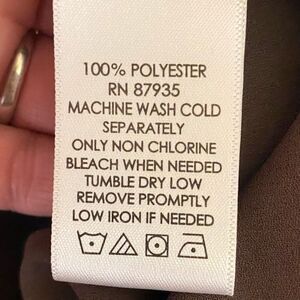 100% POLYESTER
RN 87935
MACHINE WASH COLD
SEPARATELY
ONLY NON CHLORINE
BLEACH WHEN NEEDED
TUMBLE DRY LOW
REMOVE PROMPTLY
LOW IRON IF NEEDED